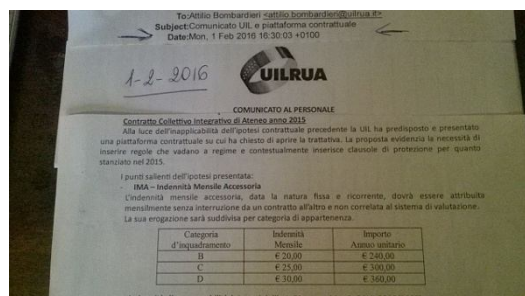 To:Attilio Bombardieri <attilio.bombardieri@uilrua.it>
Subject:Comunicato UIL e piattaforma contrattuale
Date:Mon, 1 Feb 2016 16:30:03 +0100
1-2-2016
UILRUA
COMUNICATO AL PERSONALE
Contratto Collettivo Integrativo di Ateneo anno 2015
Alla luce dell'inapplicabilità dell'ipotesi contrattuale precedente la UIL ha predisposto e presentato
una piattaforma contrattuale su cui ha chiesto di aprire la trattativa. La proposta evidenzia la necessità di
inserire regole che vadano a regime e contestualmente inserisce clausole di protezione per quanto
stanziato nel 2015.
I punti salienti dell'ipotesi presentata:
- IMA – Indennità Mensile Accessoria
L'indennità mensile accessoria, data la natura fissa e ricorrente, dovrà essere attribuita
mensilmente senza interruzione da un contratto all'altro e non correlata al sistema di valutazione.
La sua erogazione sarà suddivisa per categoria di appartenenza.
Categoria d'inquadramento Indennità Mensile Importo Annuo unitario
B € 20,00 € 240,00
C € 25,00 € 300,00
D € 30,00 € 360,00